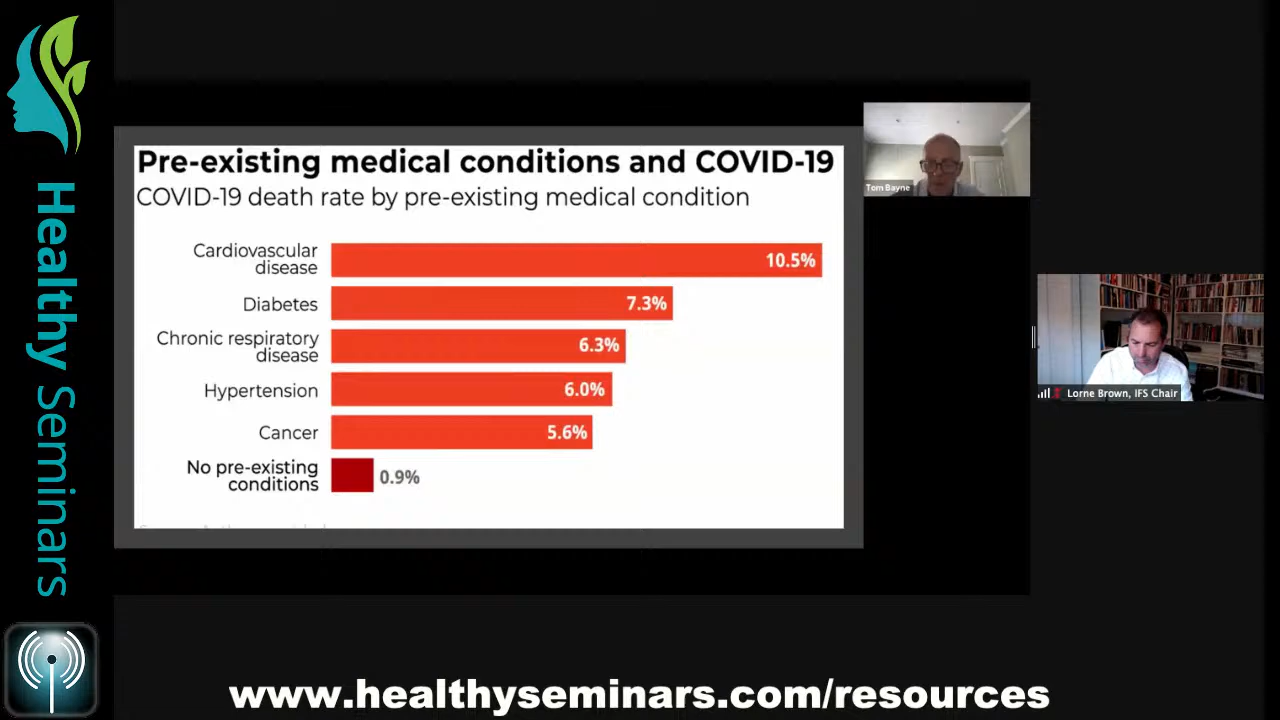 Healthy Seminars
Pre-existing medical conditions and COVID-19
COVID-19 death rate by pre-existing medical condition
Cardiovascular
disease
10.5%
Diabetes
7.3%
Chronic respiratory
disease
6.3%
Hypertension
6.0%
Cancer
5.6%
No pre-existing
conditions
0.9%
Tom Bayne
Lorne Brown, IFS Chair
www.healthyseminars.com/resources